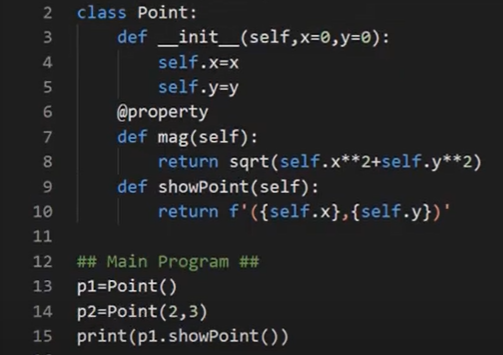 2 class Point:
3     def __init__(self,x=0,y=0):
4         self.x=x
5         self.y=y
6     @property
7     def mag(self):
8         return sqrt(self.x**2+self.y**2)
9     def showPoint(self):
10         return f'({self.x},{self.y})'
11
12 ## Main Program ##
13 p1=Point()
14 p2=Point(2,3)
15 print(p1.showPoint())